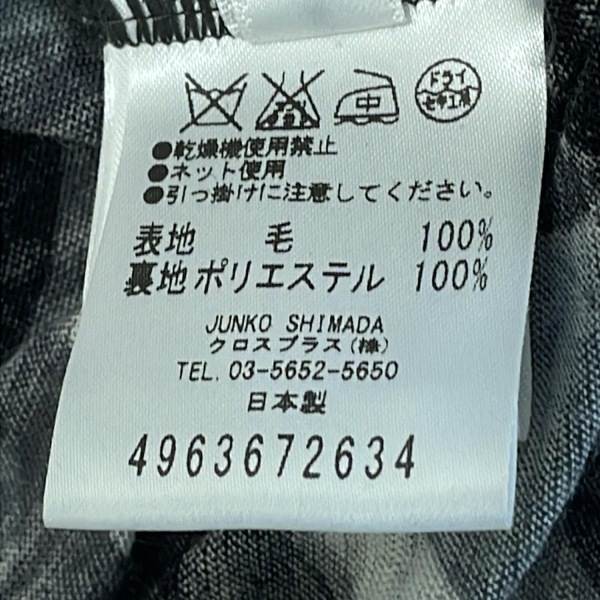 ドライ
セキユ系
中
●乾燥機使用禁止
●ネット使用
●引っ掛けに注意してください。
表地 毛 100%
裏地 ポリエステル 100%
JUNKO SHIMADA
クロスプラス(株)
TEL. 03-5652-5650
日本製
4963672634